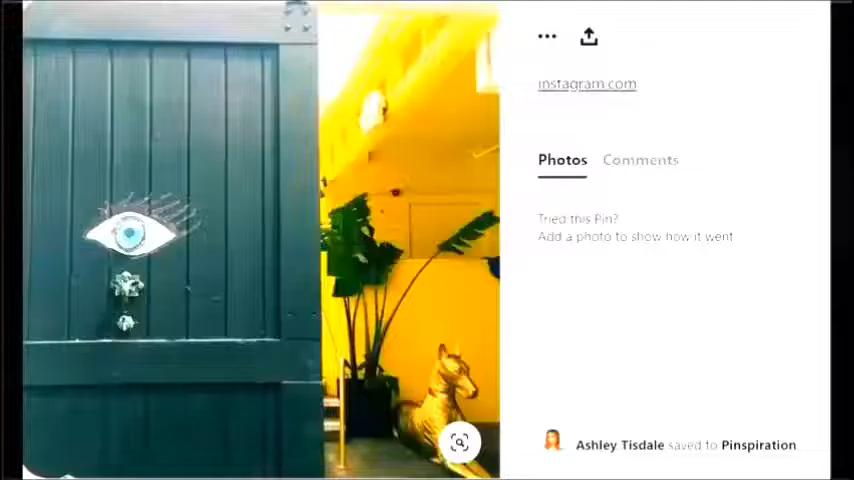 instagram.com
Photos Comments
Tried this Pin?
Add a photo to show how it went
Ashley Tisdale saved to Pinspiration